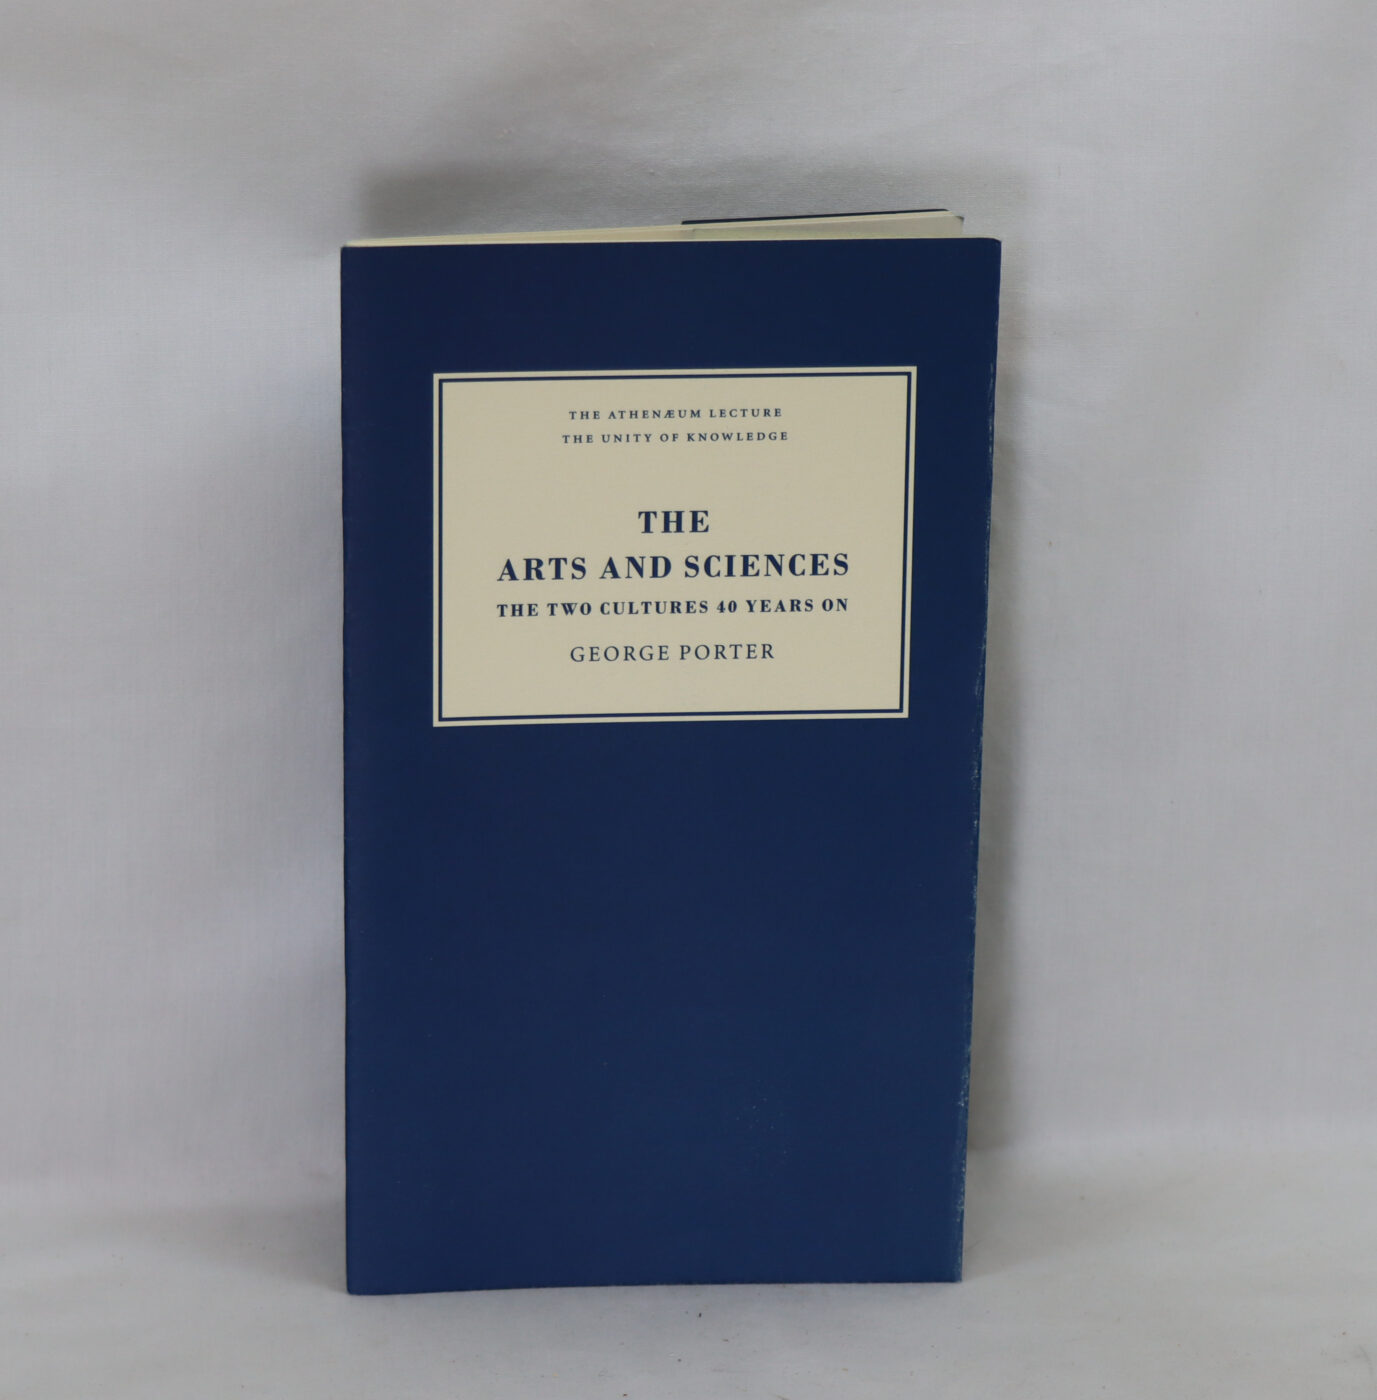 THE ATHENÆUM LECTURE
THE UNITY OF KNOWLEDGE
THE
ARTS AND SCIENCES
THE TWO CULTURES 40 YEARS ON
GEORGE PORTER